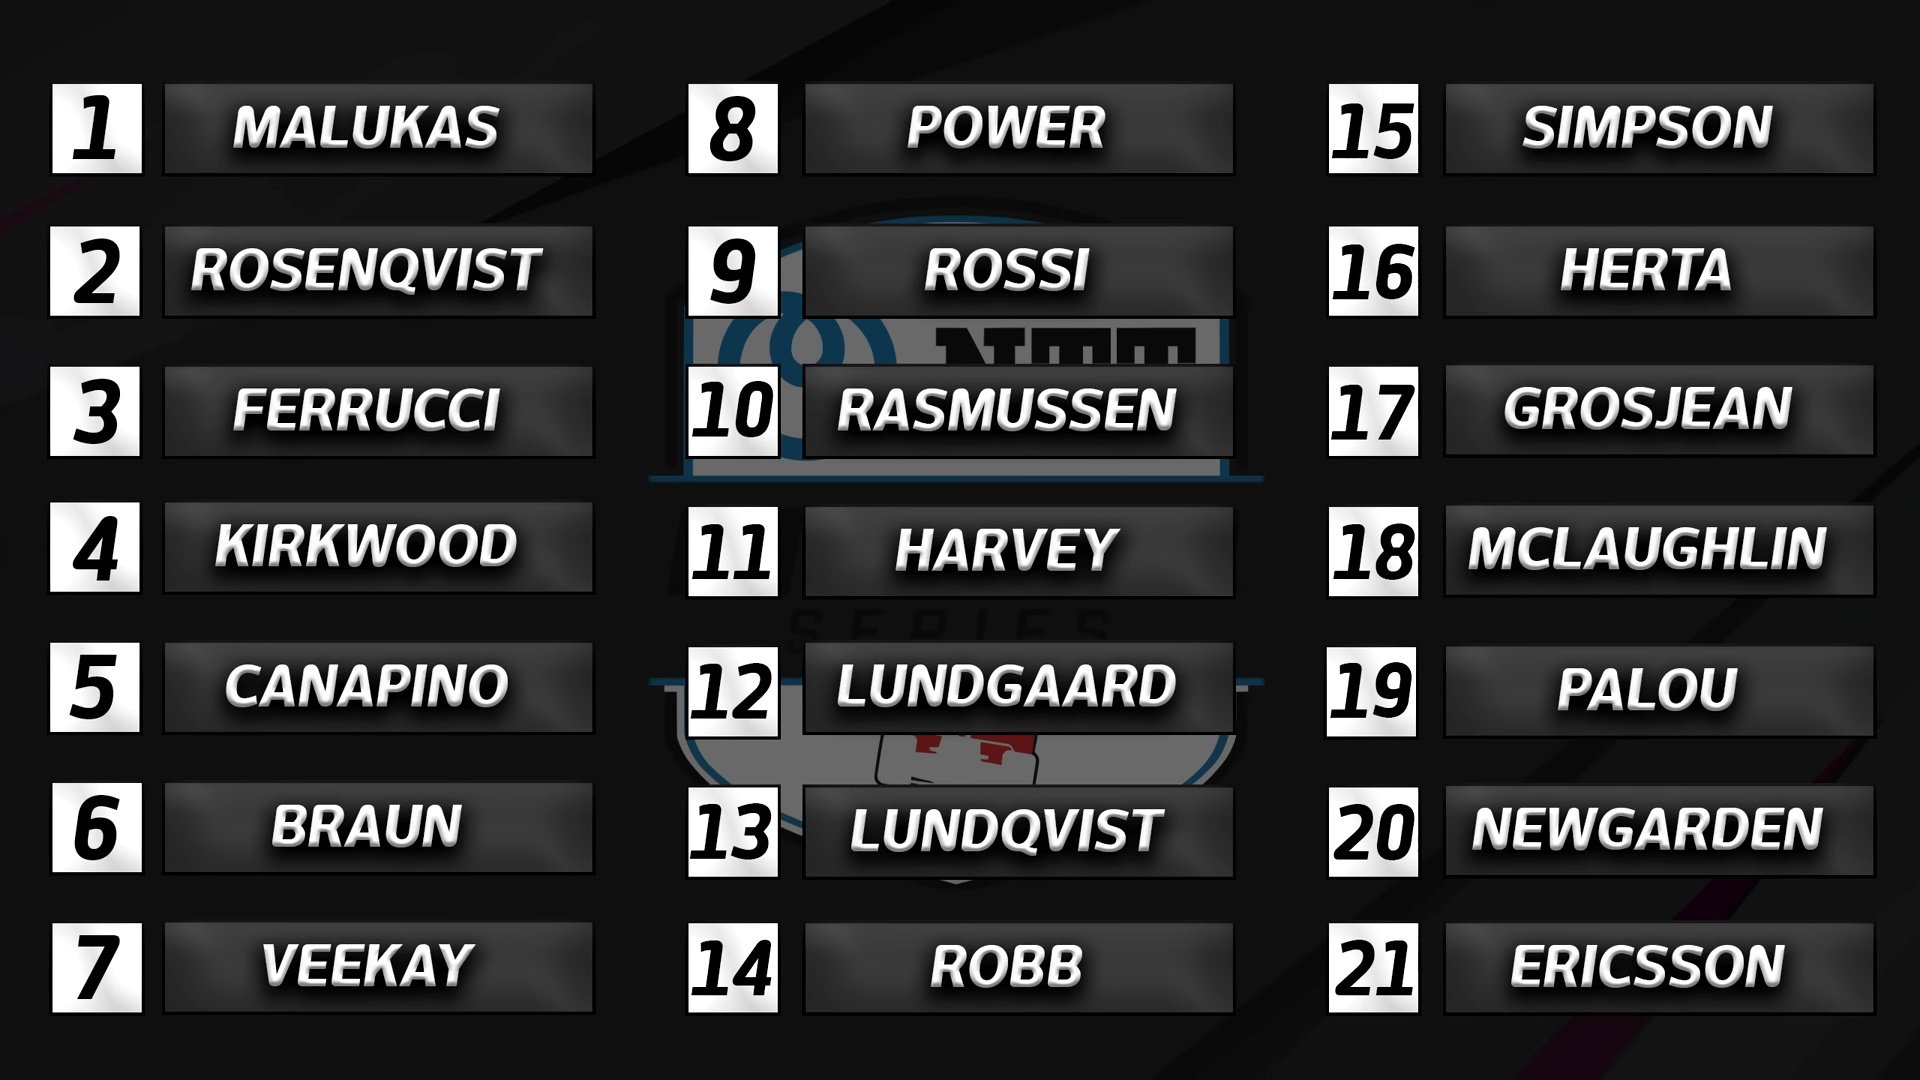 1 MALUKAS
2 ROSENQVIST
3 FERRUCCI
4 KIRKWOOD
5 CANAPINO
6 BRAUN
7 VEEKAY
8 POWER
9 ROSSI
NTT
10 RASMUSSEN
11 HARVEY
SERIES
12 LUNDGAARD
13 LUNDQVIST
14 ROBB
15 SIMPSON
16 HERTA
17 GROSJEAN
18 MCLAUGHLIN
19 PALOU
20 NEWGARDEN
21 ERICSSON